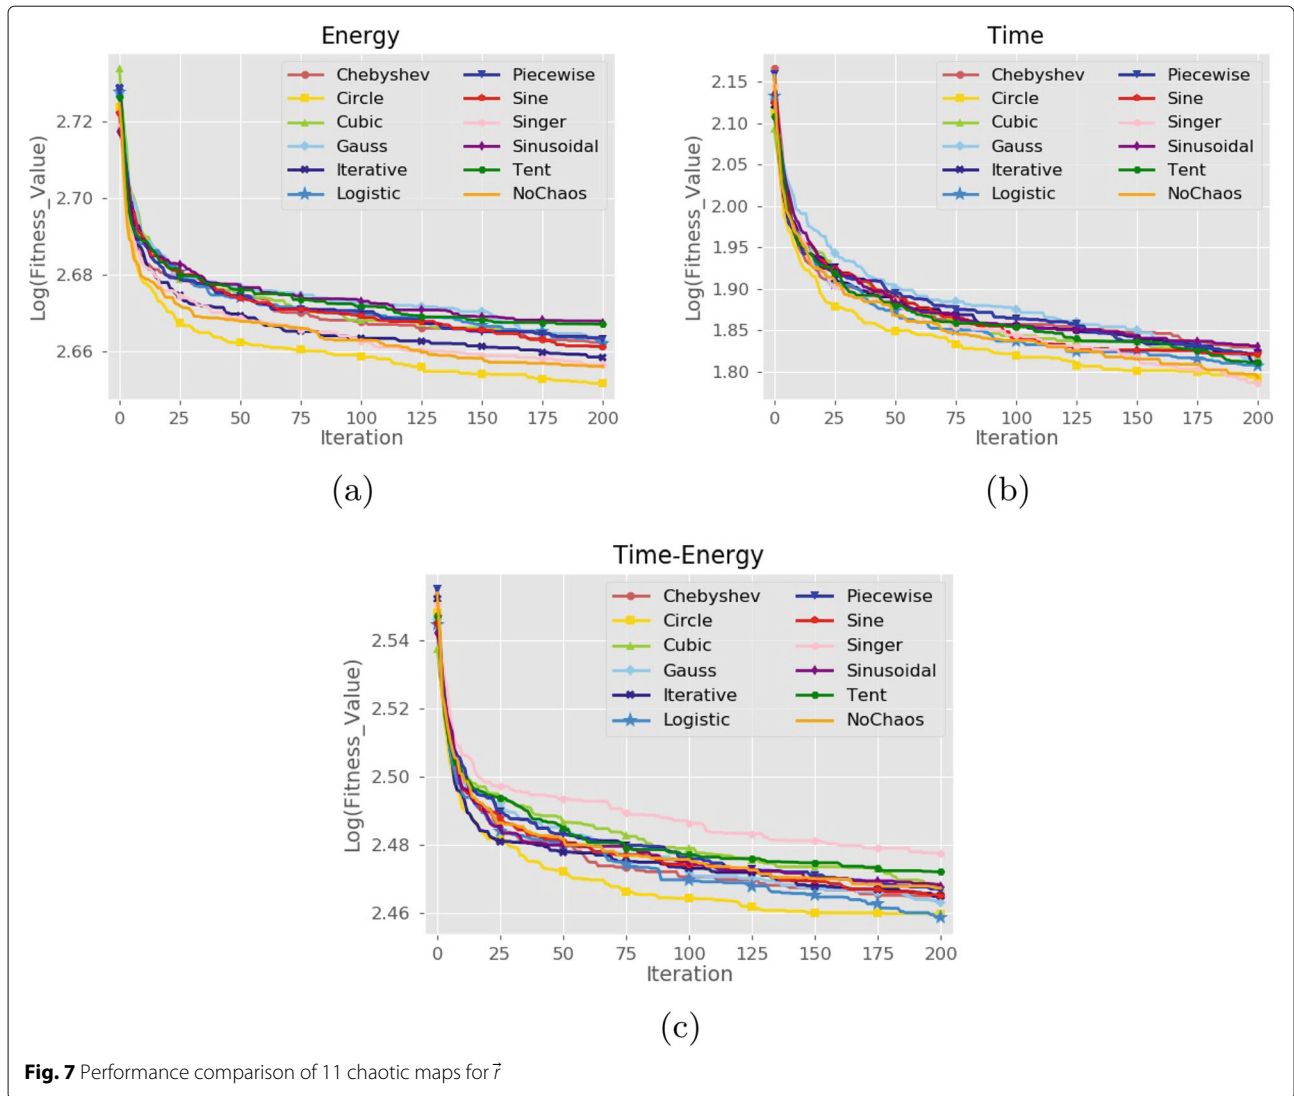 Energy
Log(Fitness_Value)
2.72
2.70
2.68
2.66
Chebyshev
Circle
Cubic
Gauss
Iterative
Logistic
Piecewise
Sine
Singer
Sinusoidal
Tent
NoChaos
0 25 50 75 100 125 150 175 200
Iteration
(a)
Time
Log(Fitness_Value)
2.15
2.10
2.05
2.00
1.95
1.90
1.85
1.80
Chebyshev
Circle
Cubic
Gauss
Iterative
Logistic
Piecewise
Sine
Singer
Sinusoidal
Tent
NoChaos
0 25 50 75 100 125 150 175 200
Iteration
(b)
Time-Energy
Log(Fitness_Value)
2.54
2.52
2.50
2.48
2.46
Chebyshev
Circle
Cubic
Gauss
Iterative
Logistic
Piecewise
Sine
Singer
Sinusoidal
Tent
NoChaos
0 25 50 75 100 125 150 175 200
Iteration
(c)
Fig. 7 Performance comparison of 11 chaotic maps for r⃗